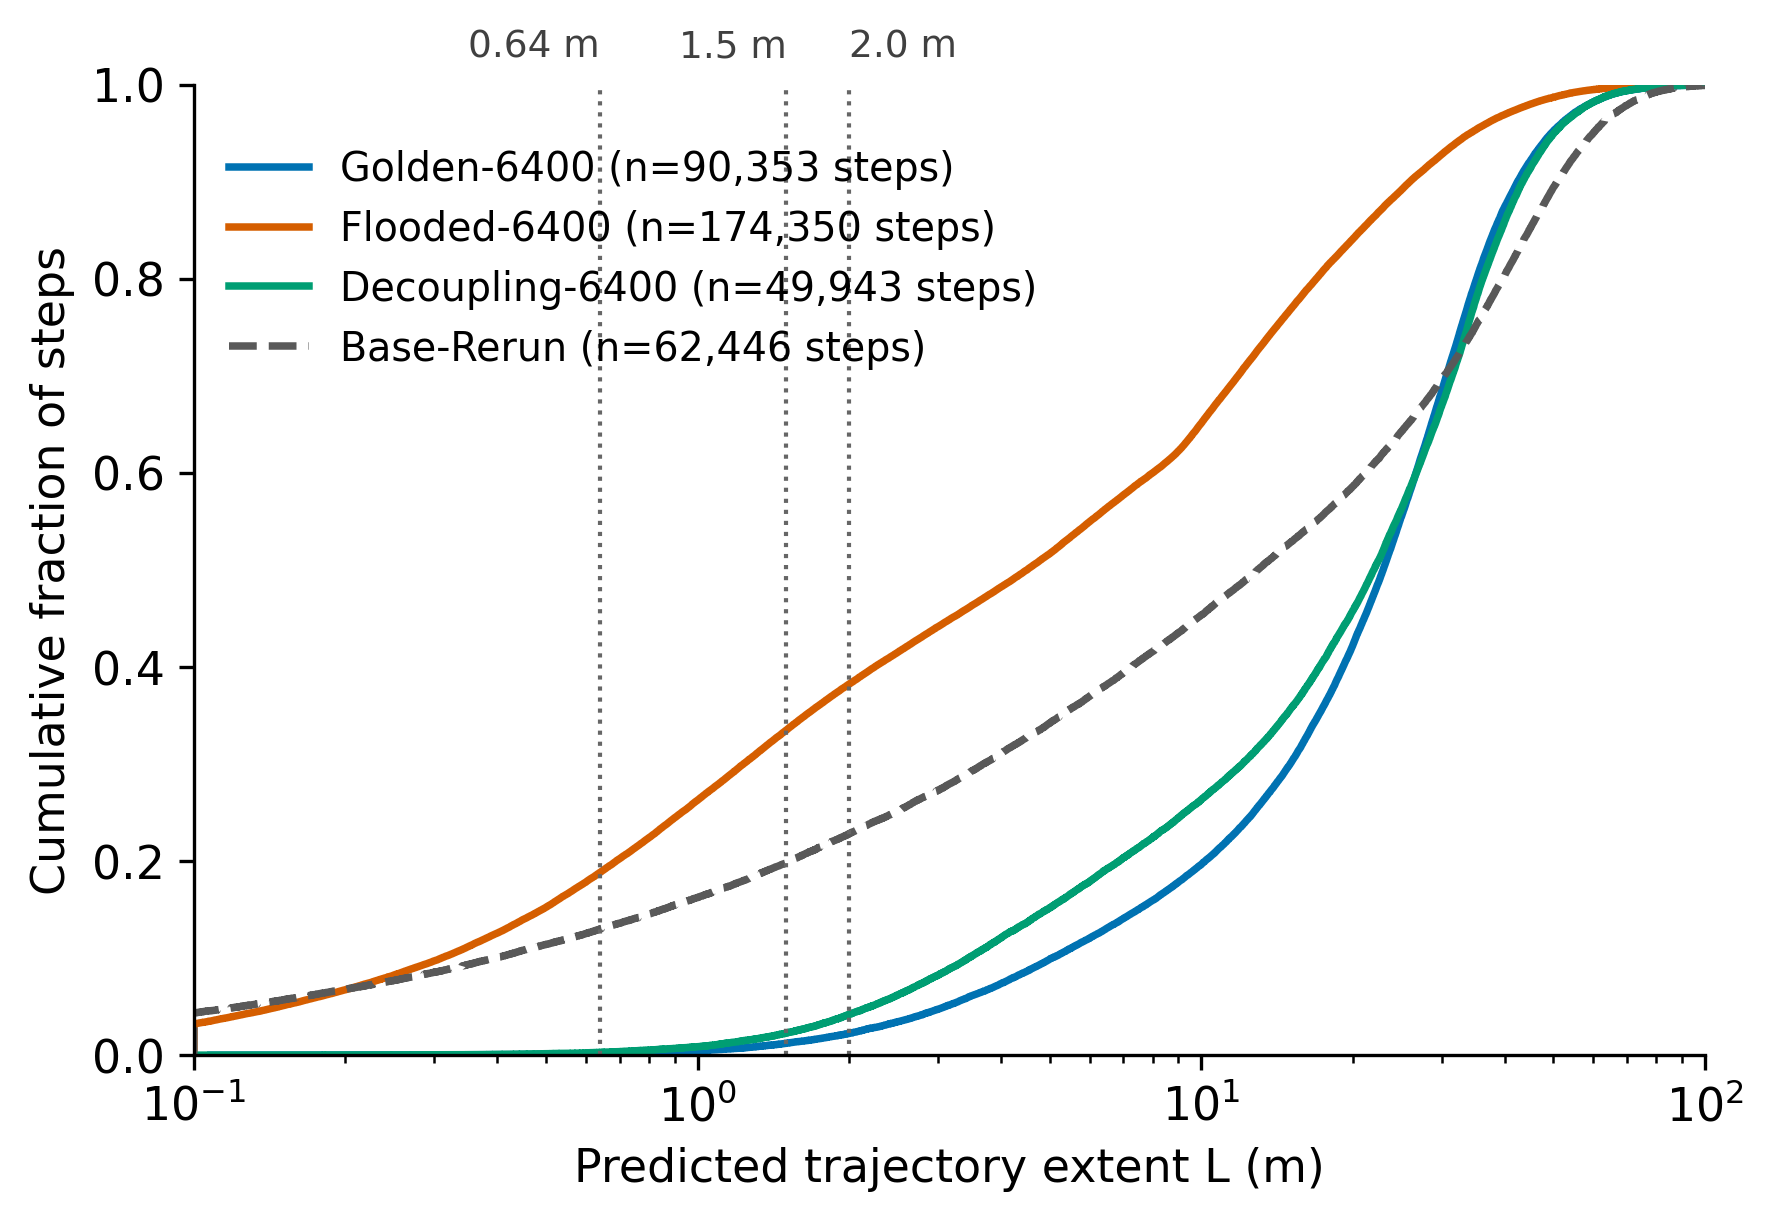 0.64 m 1.5 m 2.0 m
1.0
0.8
0.6
0.4
0.2
0.0
Cumulative fraction of steps
Golden-6400 (n=90,353 steps)
Flooded-6400 (n=174,350 steps)
Decoupling-6400 (n=49,943 steps)
Base-Rerun (n=62,446 steps)
10⁻¹ 10⁰ 10¹ 10²
Predicted trajectory extent L (m)